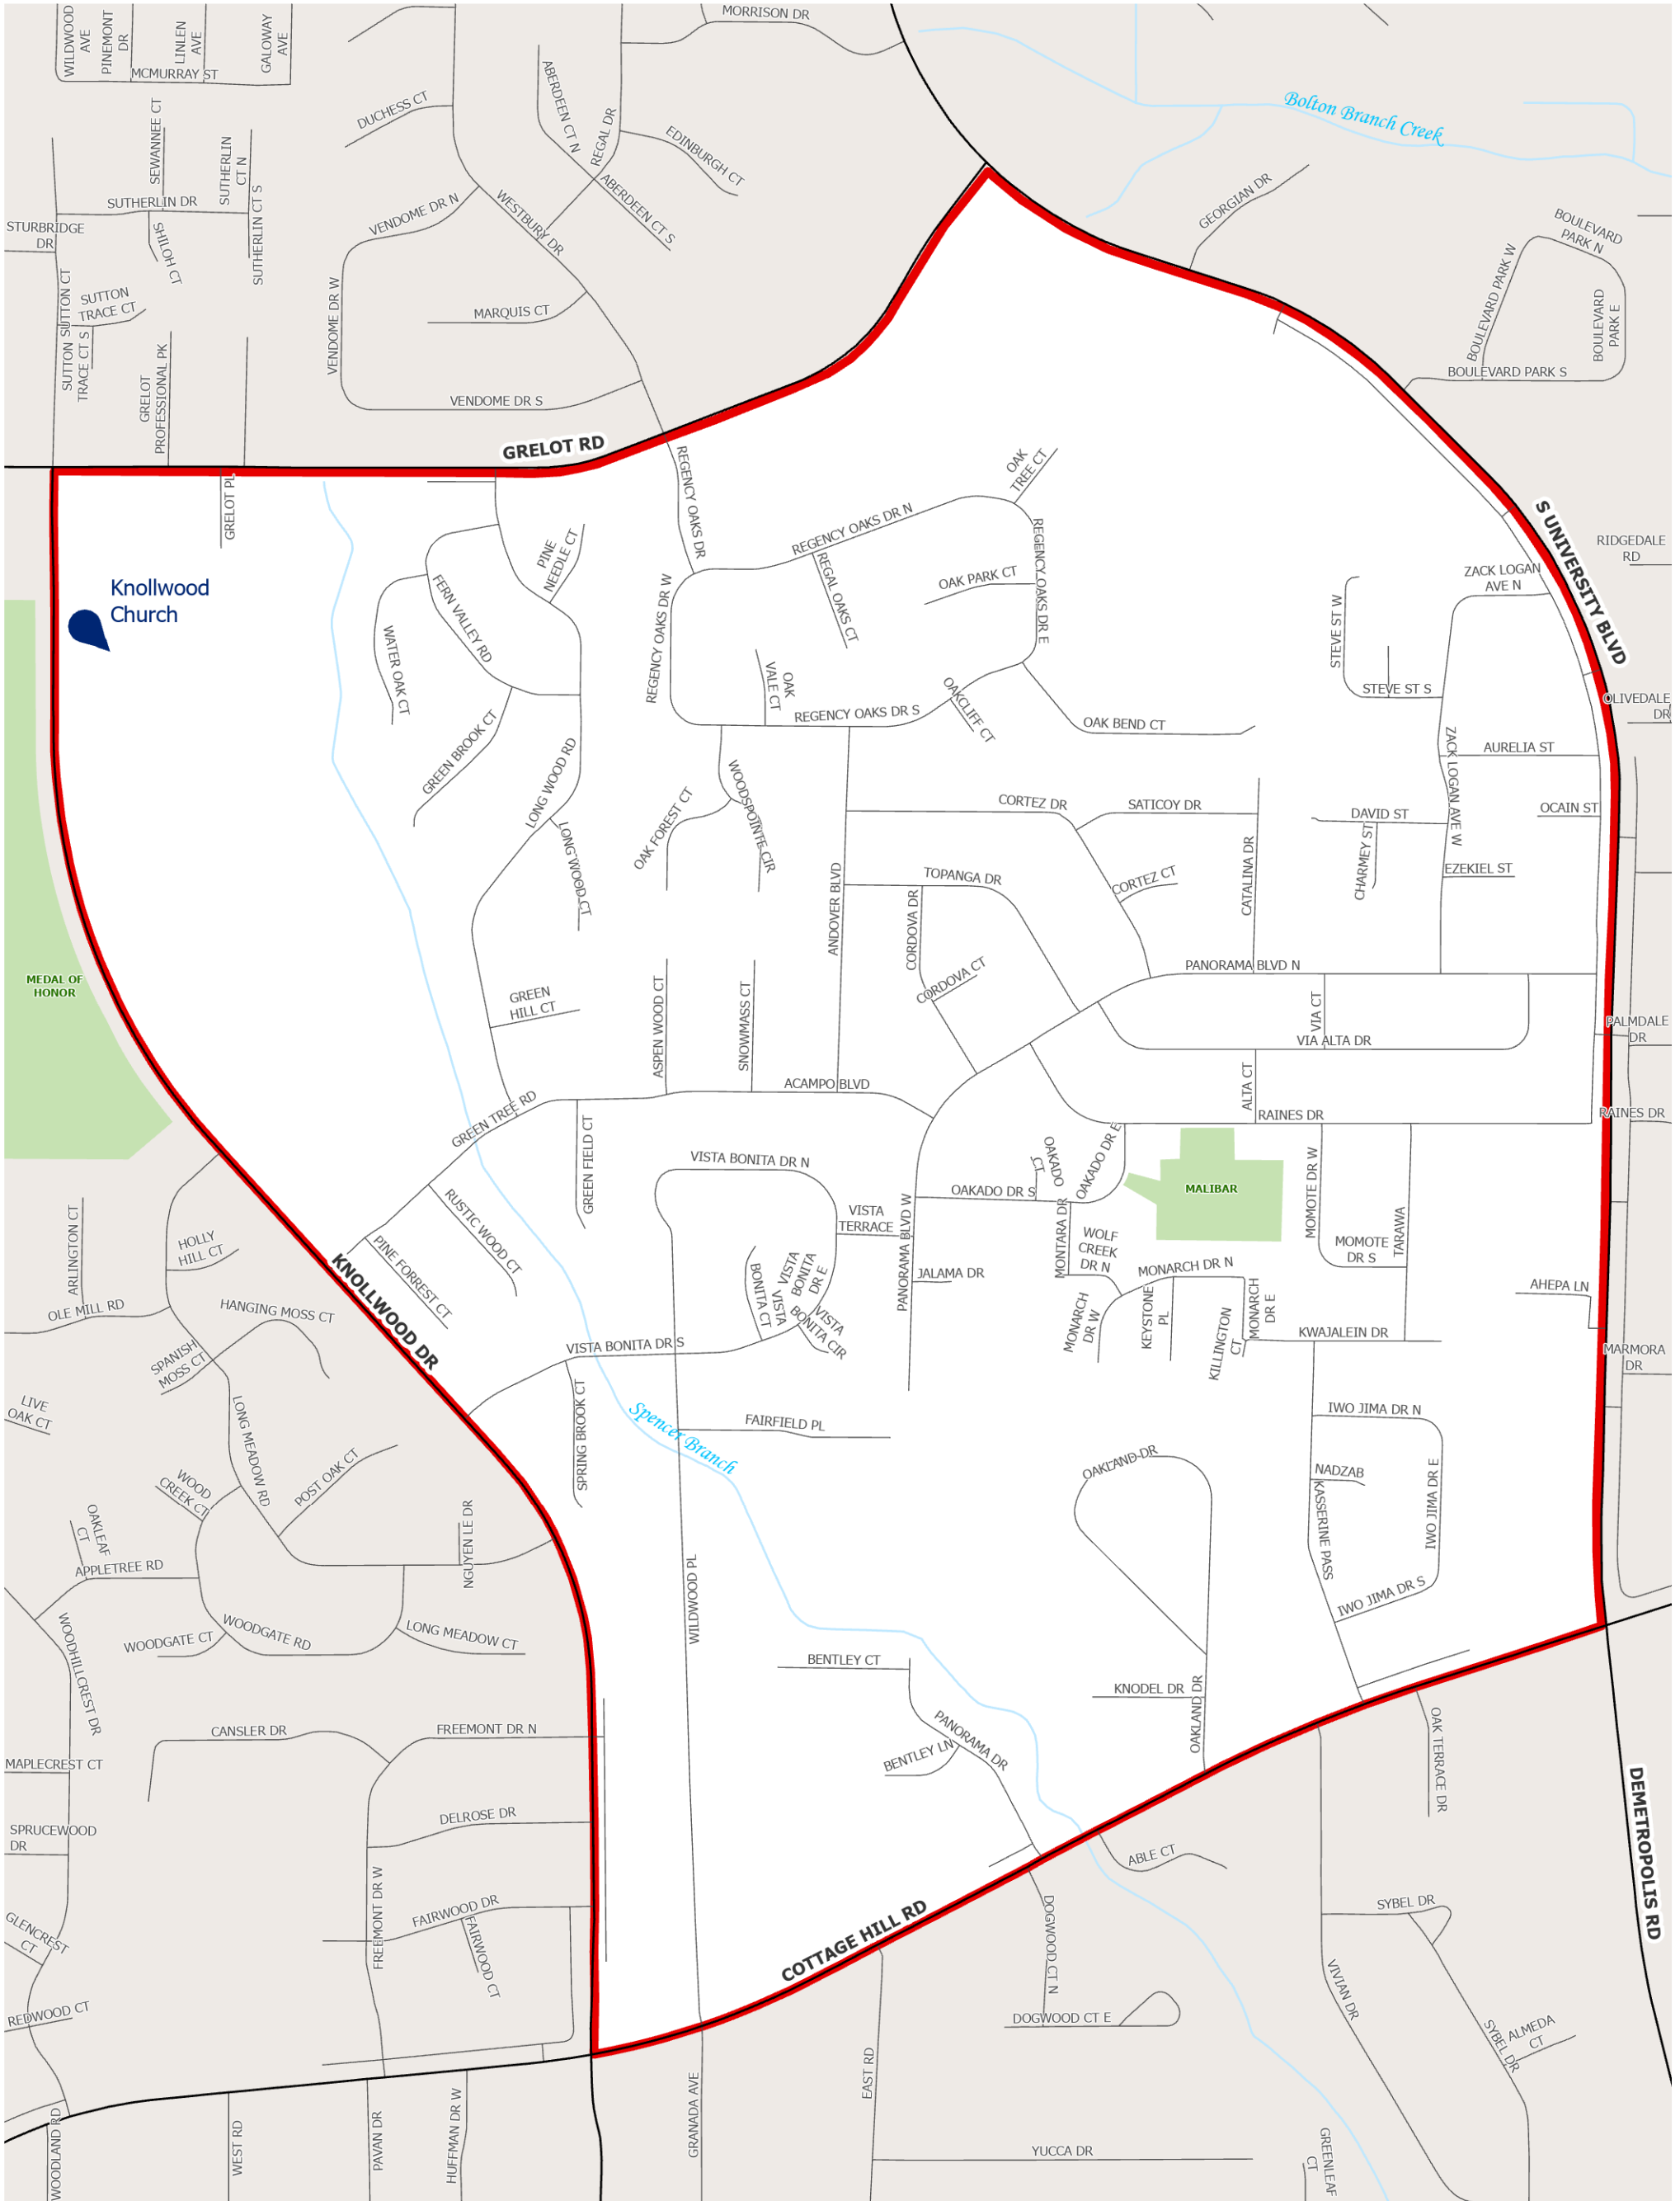 WILDWOOD
AVE
PINEMONT
DR
LINLEN
AVE
GALOWAY
AVE
MCMURRAY ST
MORRISON DR
DUCHESS CT
ABERDEEN CT N
REGAL DR
EDINBURGH CT
ABERDEEN CT S
Bolton Branch Creek
SEWANNEE CT
SUTHERLIN
CT N
SUTHERLIN DR
SUTHERLIN CT S
STURBRIDGE
DR
SHILOH CT
VENDOME DR N
WESTBURY DR
GEORGIAN DR
BOULEVARD
PARK N
BOULEVARD PARK W
BOULEVARD
PARK E
BOULEVARD PARK S
SUTTON CT
SUTTON
TRACE CT
SUTTON
TRACE CT S
VENDOME DR W
MARQUIS CT
GRELOT
PROFESSIONAL PK
VENDOME DR S
GRELOT RD
GRELOT PL
REGENCY OAKS DR
OAK
TREE CT
REGENCY OAKS DR N
S UNIVERSITY BLVD
RIDGEDALE
RD
Knollwood
Church
PINE
NEEDLE CT
FERN VALLEY RD
WATER OAK CT
REGENCY OAKS DR W
REGAL OAKS CT
OAK PARK CT
REGENCY OAKS DR E
ZACK LOGAN
AVE N
STEVE ST W
STEVE ST S
OLIVEDALE
DR
OAK
VALE CT
REGENCY OAKS DR S
OAKCLIFF CT
OAK BEND CT
GREEN BROOK CT
LONG WOOD RD
ZACK LOGAN AVE W
AURELIA ST
OAK FOREST CT
WOODSPOINTE CIR
CORTEZ DR
SATICOY DR
DAVID ST
OCAIN ST
LONG WOOD CT
ANDOVER BLVD
TOPANGA DR
CORTEZ CT
CATALINA DR
CHARMEY ST
EZEKIEL ST
CORDOVA DR
CORDOVA CT
PANORAMA BLVD N
MEDAL OF
HONOR
GREEN
HILL CT
ASPEN WOOD CT
SNOWMASS CT
VIA CT
VIA ALTA DR
PALMDALE
DR
ACAMPO BLVD
ALTA CT
GREEN TREE RD
GREEN FIELD CT
RAINES DR
RAINES DR
VISTA BONITA DR N
OAKADO
CT
OAKADO DR E
MALIBAR
MOMOTE DR W
TARAWA
RUSTIC WOOD CT
OAKADO DR S
VISTA
TERRACE
PANORAMA BLVD W
MONTARA DR
WOLF
CREEK
DR N
MOMOTE
DR S
ARLINGTON CT
HOLLY
HILL CT
PINE FORREST CT
KNOLLWOOD DR
VISTA
BONITA CT
VISTA
BONITA
DR E
VISTA
BONITA CIR
JALAMA DR
MONARCH DR N
MONARCH
DR E
AHEPA LN
OLE MILL RD
HANGING MOSS CT
MONARCH
DR W
KEYSTONE
PL
KILLINGTON
CT
KWAJALEIN DR
MARMORA
DR
SPANISH
MOSS CT
VISTA BONITA DR S
SPRING BROOK CT
Spencer Branch
FAIRFIELD PL
LIVE
OAK CT
LONG MEADOW RD
IWO JIMA DR N
POST OAK CT
WOOD
CREEK CT
OAKLAND DR
NADZAB
IWO JIMA DR E
KASSERINE PASS
OAKLEAF
CT
NGUYEN LE DR
APPLETREE RD
WILDWOOD PL
IWO JIMA DR S
WOODHILLCREST DR
WOODGATE CT
WOODGATE RD
LONG MEADOW CT
BENTLEY CT
KNODEL DR
OAKLAND DR
CANSLER DR
FREEMONT DR N
PANORAMA DR
BENTLEY LN
OAK TERRACE DR
DEMETROPOLIS RD
MAPLECREST CT
DELROSE DR
SPRUCEWOOD
DR
ABLE CT
FREEMONT DR W
FAIRWOOD DR
FAIRWOOD CT
COTTAGE HILL RD
DOGWOOD CT N
SYBEL DR
GLENCREST
CT
VIVIAN DR
REDWOOD CT
DOGWOOD CT E
SYBEL DR
ALMEDA
CT
EAST RD
GRANADA AVE
WOODLAND RD
WEST RD
PAVAN DR
HUFFMAN DR W
YUCCA DR
GREENLEAF
CT